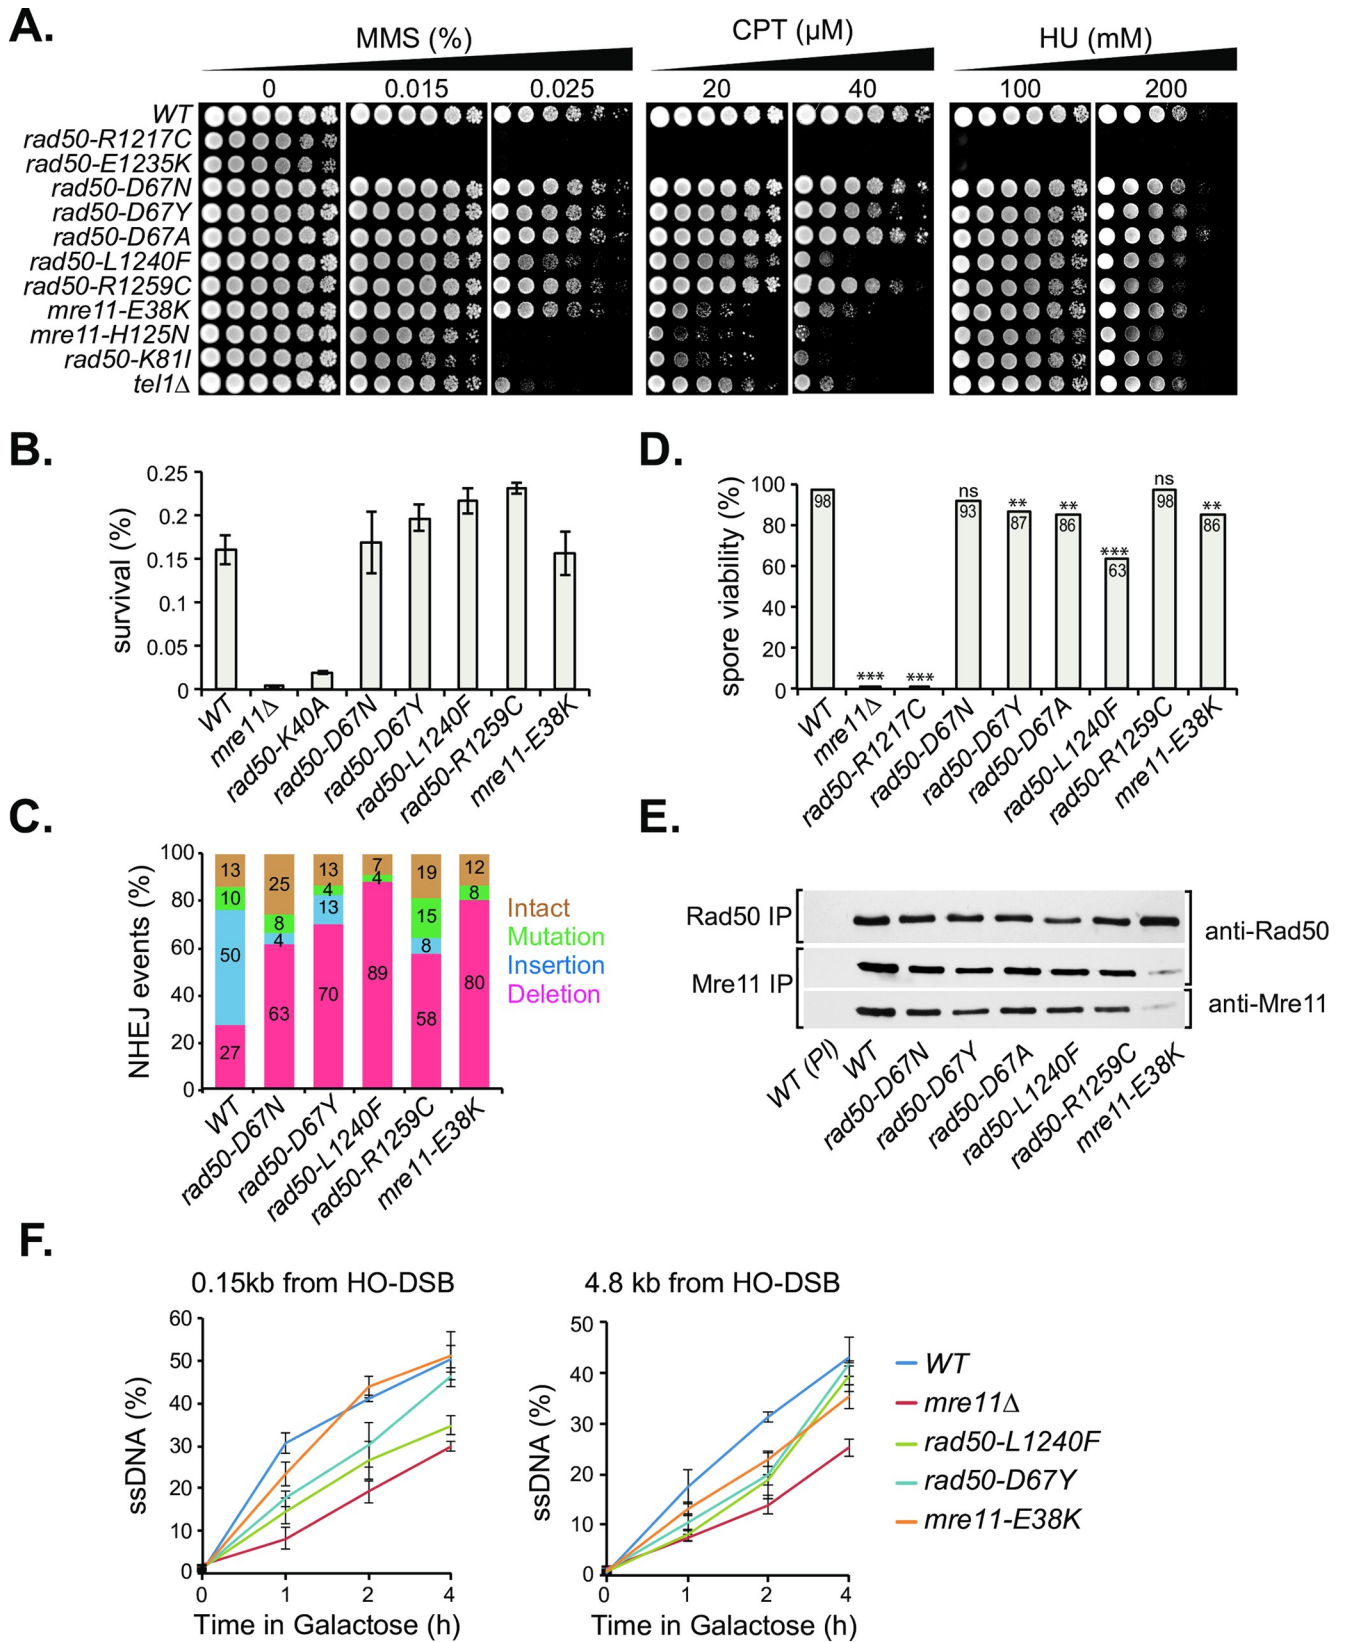 A.
MMS (%)
CPT (µM)
HU (mM)
0 0.015 0.025 20 40 100 200
WT
rad50-R1217C
rad50-E1235K
rad50-D67N
rad50-D67Y
rad50-D67A
rad50-L1240F
rad50-R1259C
mre11-E38K
mre11-H125N
rad50-K81I
tel1Δ
B.
survival (%)
0.25
0.2
0.15
0.1
0.05
0
WT
mre11Δ
rad50-K40A
rad50-D67N
rad50-D67Y
rad50-L1240F
rad50-R1259C
mre11-E38K
D.
spore viability (%)
100
80
60
40
20
0
98
***
***
ns
93
**
87
**
86
***
63
ns
98
**
86
WT
mre11Δ
rad50-R1217C
rad50-D67N
rad50-D67Y
rad50-D67A
rad50-L1240F
rad50-R1259C
mre11-E38K
C.
NHEJ events (%)
100
80
60
40
20
0
13
10
50
27
25
8
4
63
13
4
13
70
7
4
89
19
15
8
58
12
8
80
Intact
Mutation
Insertion
Deletion
WT
rad50-D67N
rad50-D67Y
rad50-L1240F
rad50-R1259C
mre11-E38K
E.
Rad50 IP
Mre11 IP
anti-Rad50
anti-Mre11
WT (PI)
WT
rad50-D67N
rad50-D67Y
rad50-D67A
rad50-L1240F
rad50-R1259C
mre11-E38K
F.
0.15kb from HO-DSB
ssDNA (%)
60
50
40
30
20
10
0
0 1 2 4
Time in Galactose (h)
4.8 kb from HO-DSB
ssDNA (%)
50
40
30
20
10
0
0 1 2 4
Time in Galactose (h)
WT
mre11Δ
rad50-L1240F
rad50-D67Y
mre11-E38K